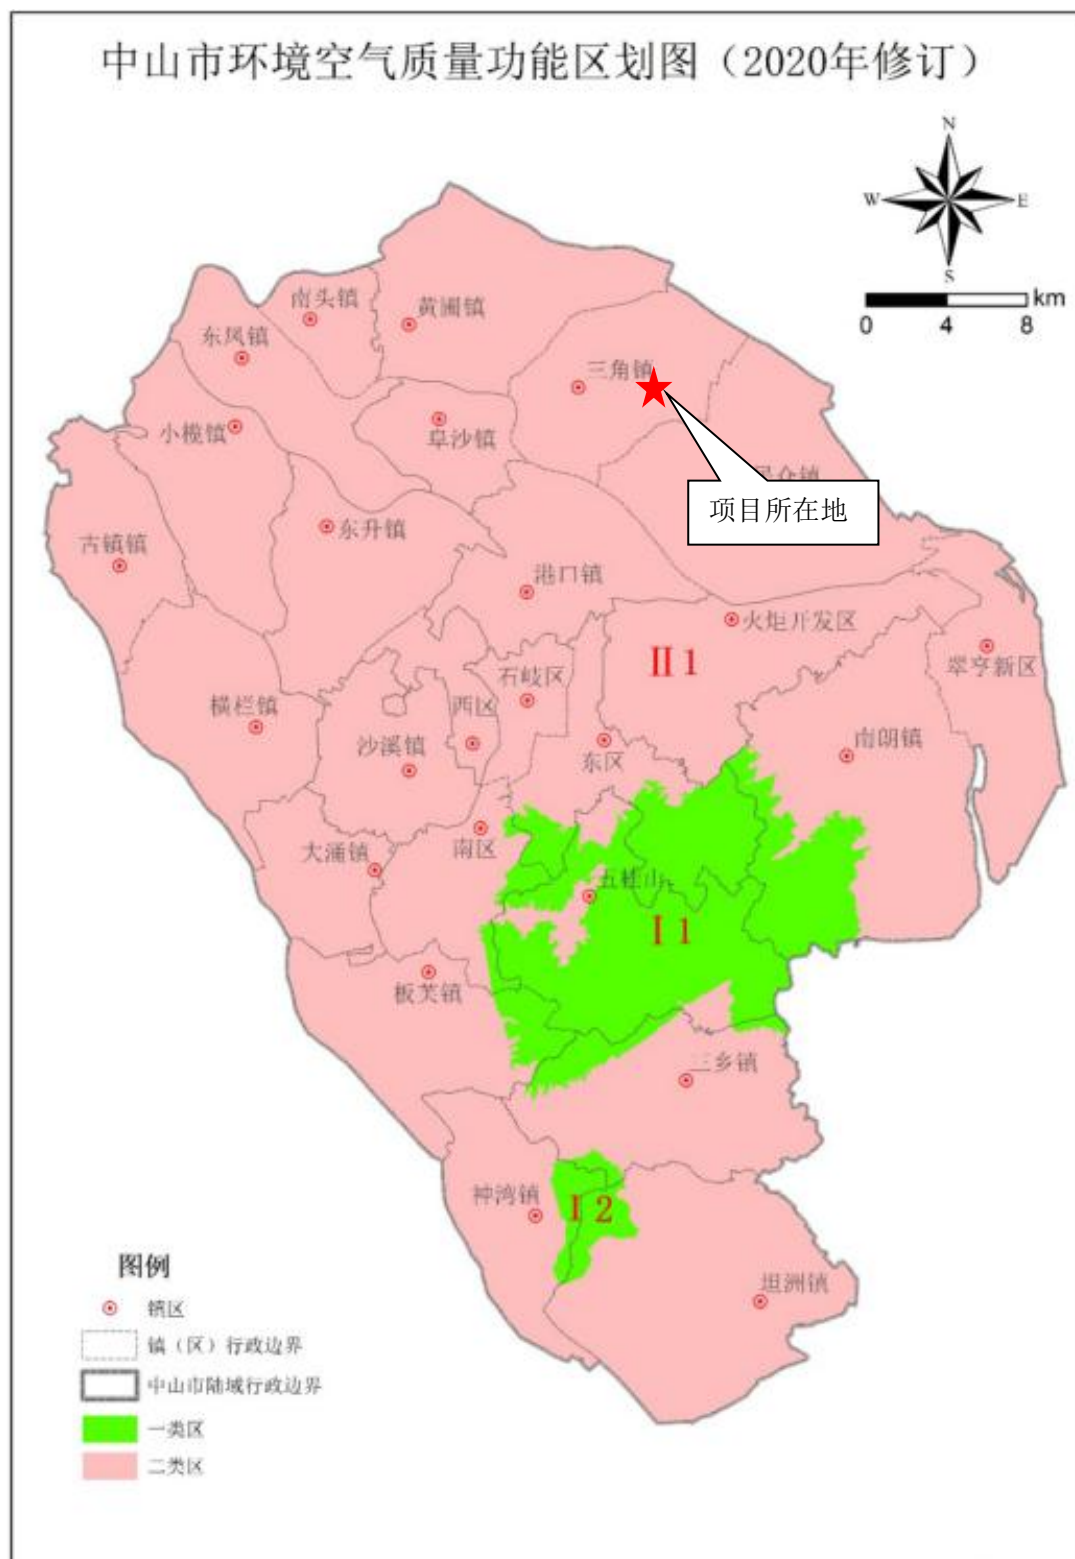 中山市环境空气质量功能区划图（2020年修订）
N
W
E
S
km
0
4
8
南头镇
黄圃镇
东凤镇
三角镇
小榄镇
阜沙镇
民众镇
项目所在地
东升镇
古镇镇
港口镇
火炬开发区
翠亨新区
Ⅱ1
石岐区
西区
横栏镇
沙溪镇
东区
南朗镇
南区
大涌镇
五桂山
Ⅰ1
板芙镇
三乡镇
神湾镇
Ⅰ2
坦洲镇
图例
镇区
镇（区）行政边界
中山市陆域行政边界
一类区
二类区